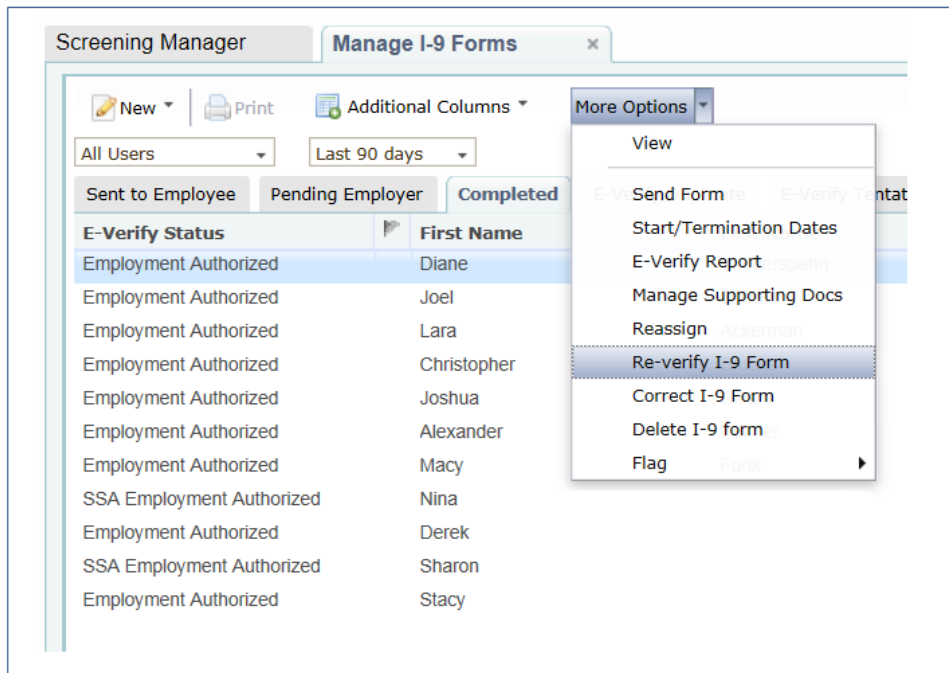 Screening Manager
Manage I-9 Forms ×
New Print Additional Columns More Options
All Users Last 90 days
Sent to Employee Pending Employer Completed
E-Verify Status First Name
Employment Authorized Diane
Employment Authorized Joel
Employment Authorized Lara
Employment Authorized Christopher
Employment Authorized Joshua
Employment Authorized Alexander
Employment Authorized Macy
SSA Employment Authorized Nina
Employment Authorized Derek
SSA Employment Authorized Sharon
Employment Authorized Stacy
View
Send Form
Start/Termination Dates
E-Verify Report
Manage Supporting Docs
Reassign Ackerman
Re-verify I-9 Form
Correct I-9 Form
Delete I-9 form
Flag Funk